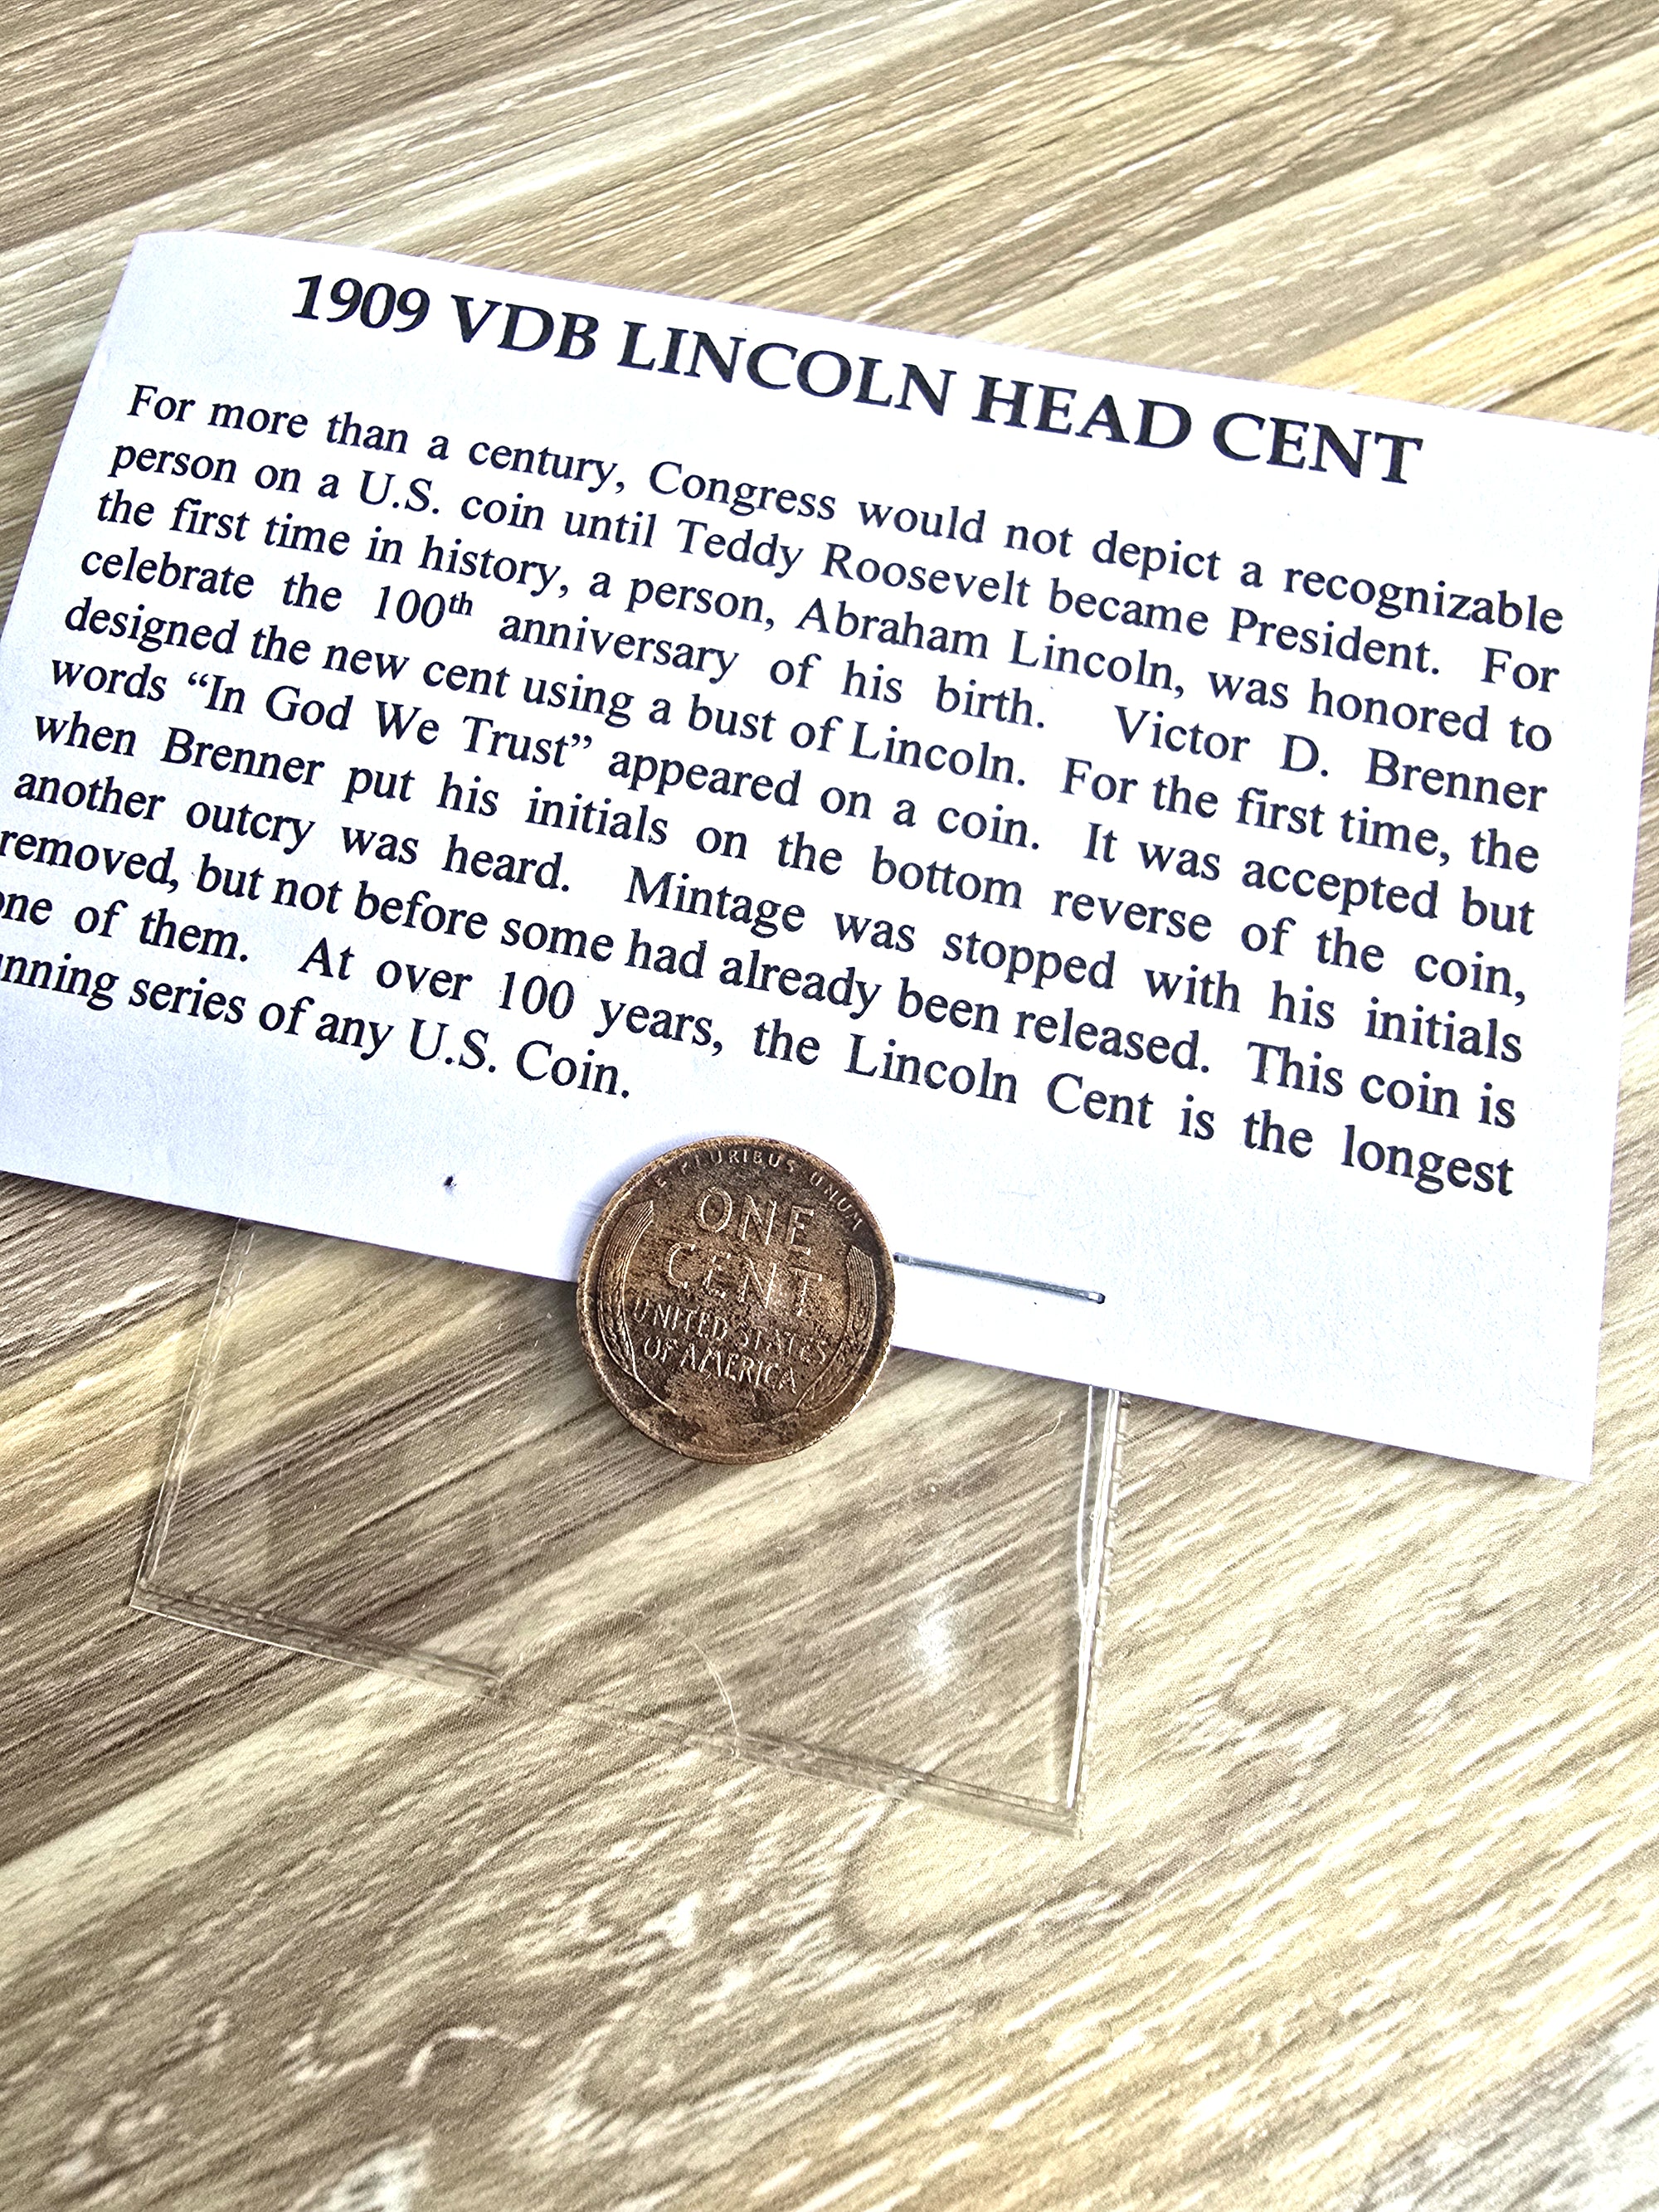 1909 VDB LINCOLN HEAD CENT
For more than a century, Congress would not depict a recognizable
person on a U.S. coin until Teddy Roosevelt became President. For
the first time in history, a person, Abraham Lincoln, was honored to
celebrate the 100th anniversary of his birth. Victor D. Brenner
designed the new cent using a bust of Lincoln. For the first time, the
words “In God We Trust” appeared on a coin. It was accepted but
when Brenner put his initials on the bottom reverse of the coin,
another outcry was heard. Mintage was stopped with his initials
removed, but not before some had already been released. This coin is
ne of them. At over 100 years, the Lincoln Cent is the longest
nning series of any U.S. Coin.
E PLURIBUS UNUM
ONE
CENT
UNITED STATES
OF AMERICA